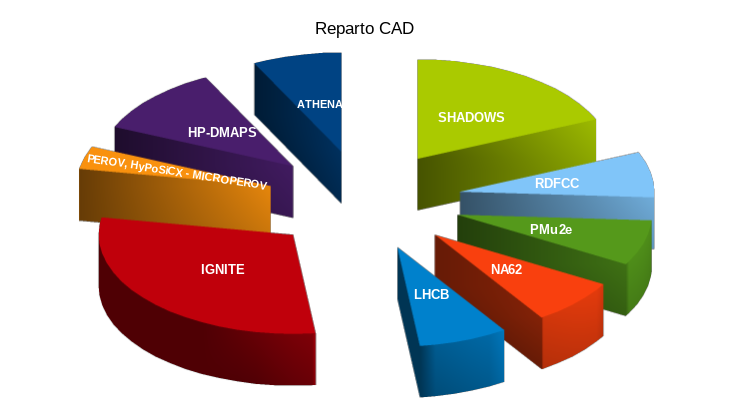 Reparto CAD
ATHENA
SHADOWS
HP-DMAPS
PEROV, HyPoSiCX - MICROPEROV
RDFCC
PMu2e
IGNITE
NA62
LHCB